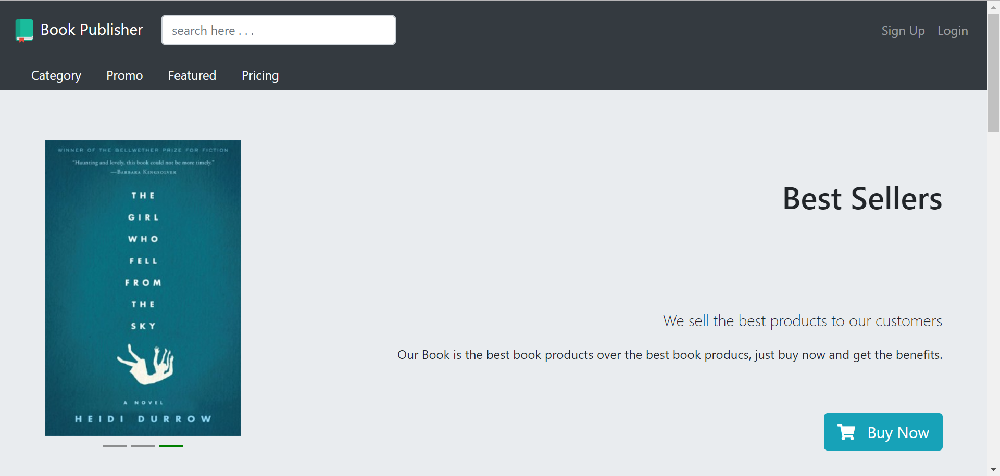 Book Publisher
search here . . .
Sign Up Login
Category Promo Featured Pricing
WINNER OF THE BELLWETHER PRIZE FOR FICTION
"Haunting and lovely, this book could not be more timely."
—BARBARA KINGSOLVER
THE
GIRL
WHO
FELL
FROM
THE
SKY
A NOVEL
HEIDI DURROW
Best Sellers
We sell the best products to our customers
Our Book is the best book products over the best book producs, just buy now and get the benefits.
Buy Now